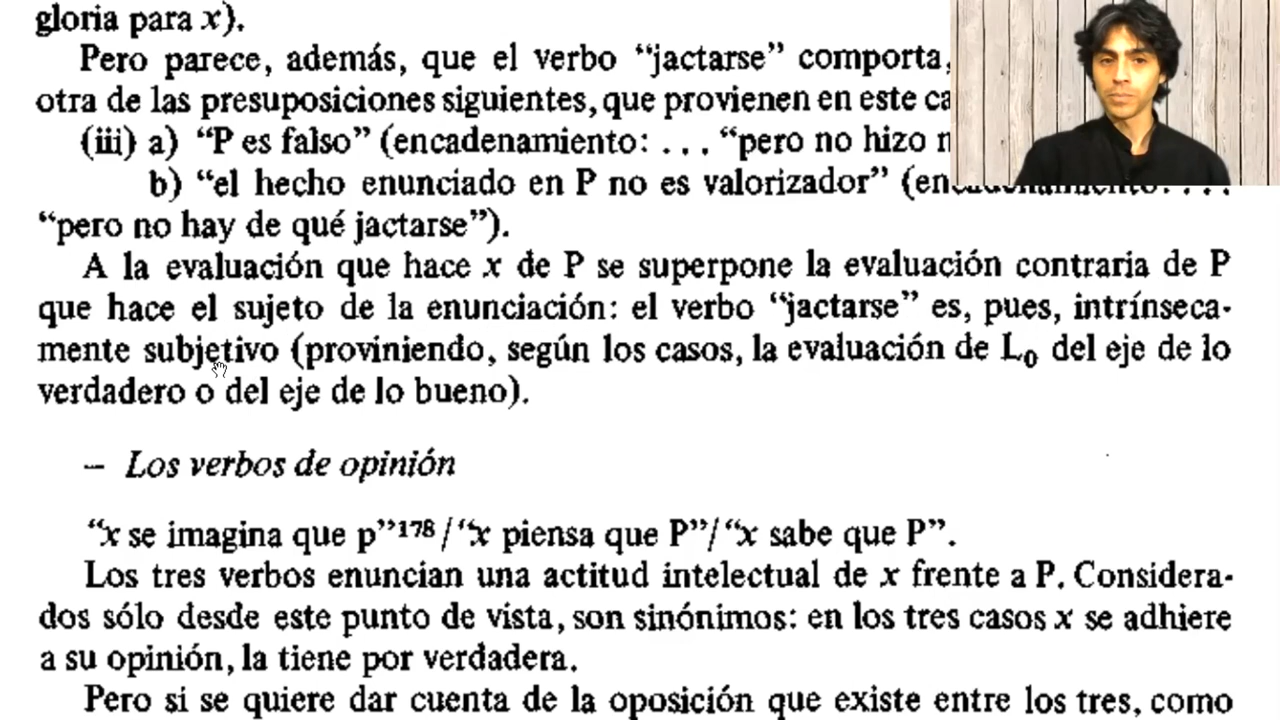 gloria para x).
Pero parece, además, que el verbo “jactarse” comporta,
otra de las presuposiciones siguientes, que provienen en este
(iii) a) “P es falso” (encadenamiento: . . . “pero no hizo
b) “el hecho enunciado en P no es valorizador” (encadenamiento: . . .
“pero no hay de qué jactarse”).
A la evaluación que hace x de P se superpone la evaluación contraria de P
que hace el sujeto de la enunciación: el verbo “jactarse” es, pues, intrínseca-
mente subjetivo (proviniendo, según los casos, la evaluación de L₀ del eje de lo
verdadero o del eje de lo bueno).
– Los verbos de opinión
“x se imagina que p”¹⁷⁸/“x piensa que P”/“x sabe que P”.
Los tres verbos enuncian una actitud intelectual de x frente a P. Considera-
dos sólo desde este punto de vista, son sinónimos: en los tres casos x se adhiere
a su opinión, la tiene por verdadera.
Pero si se quiere dar cuenta de la oposición que existe entre los tres, como